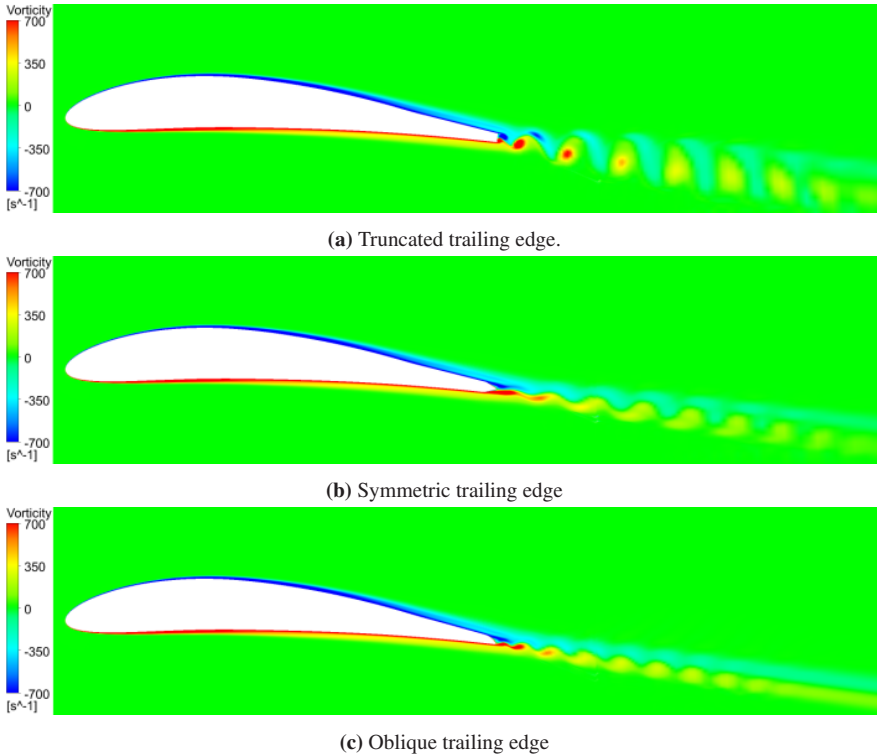 Vorticity
700
350
0
-350
-700
[s^-1]
(a) Truncated trailing edge.
Vorticity
700
350
0
-350
-700
[s^-1]
(b) Symmetric trailing edge
Vorticity
700
350
0
-350
-700
[s^-1]
(c) Oblique trailing edge